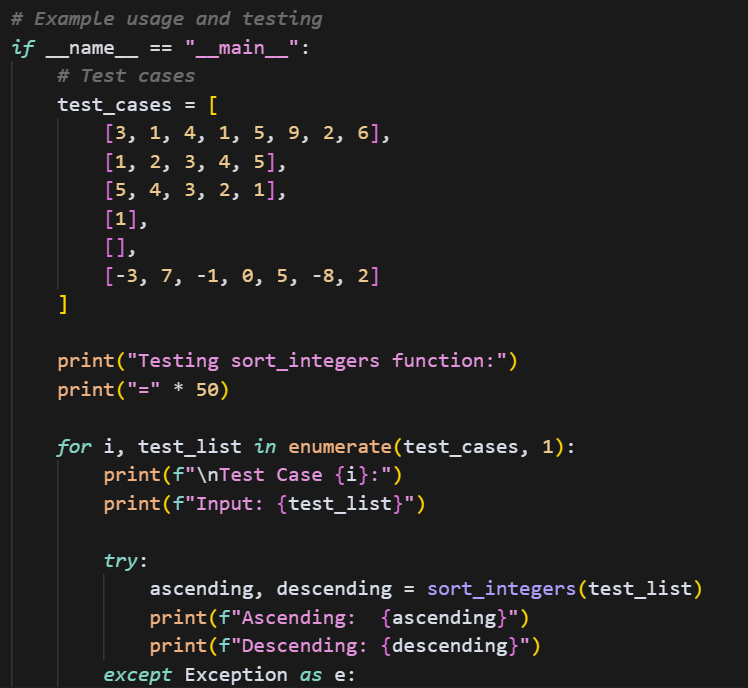 # Example usage and testing
if __name__ == "__main__":
    # Test cases
    test_cases = [
        [3, 1, 4, 1, 5, 9, 2, 6],
        [1, 2, 3, 4, 5],
        [5, 4, 3, 2, 1],
        [1],
        [],
        [-3, 7, -1, 0, 5, -8, 2]
    ]
    print("Testing sort_integers function:")
    print("=" * 50)
    for i, test_list in enumerate(test_cases, 1):
        print(f"\nTest Case {i}:")
        print(f"Input: {test_list}")
        try:
            ascending, descending = sort_integers(test_list)
            print(f"Ascending:  {ascending}")
            print(f"Descending: {descending}")
        except Exception as e: